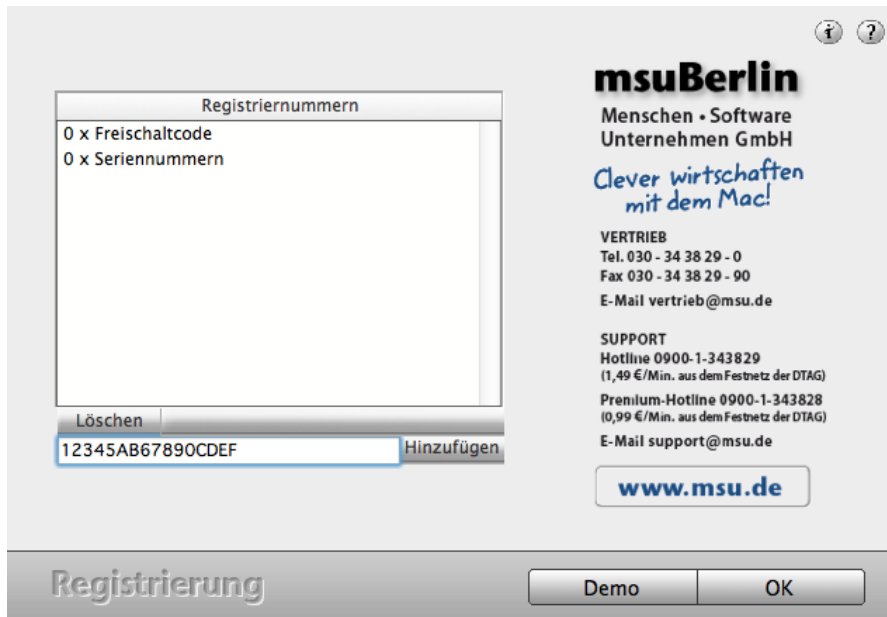 Registriernummern
0 x Freischaltcode
0 x Seriennummern
Löschen
12345AB67890CDEF
Hinzufügen
i ?
msuBerlin
Menschen • Software
Unternehmen GmbH
Clever wirtschaften
mit dem Mac!
VERTRIEB
Tel. 030 - 34 38 29 - 0
Fax 030 - 34 38 29 - 90
E-Mail vertrieb@msu.de
SUPPORT
Hotline 0900-1-343829
(1,49 €/Min. aus dem Festnetz der DTAG)
Premium-Hotline 0900-1-343828
(0,99 €/Min. aus dem Festnetz der DTAG)
E-Mail support@msu.de
www.msu.de
Registrierung
Demo
OK